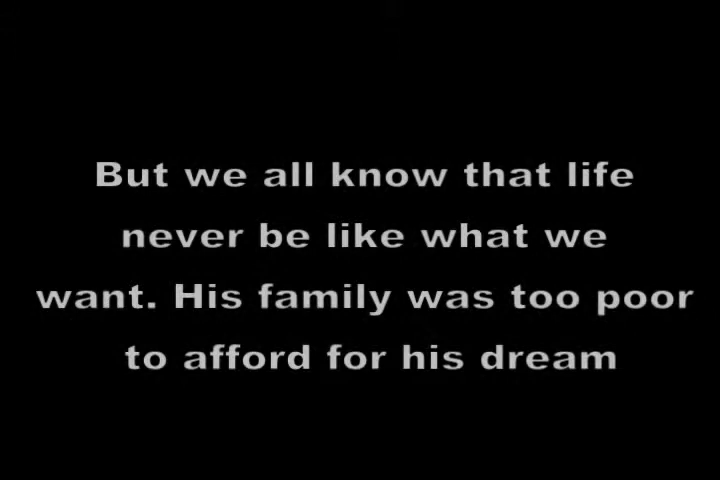 But we all know that life
never be like what we
want. His family was too poor
to afford for his dream